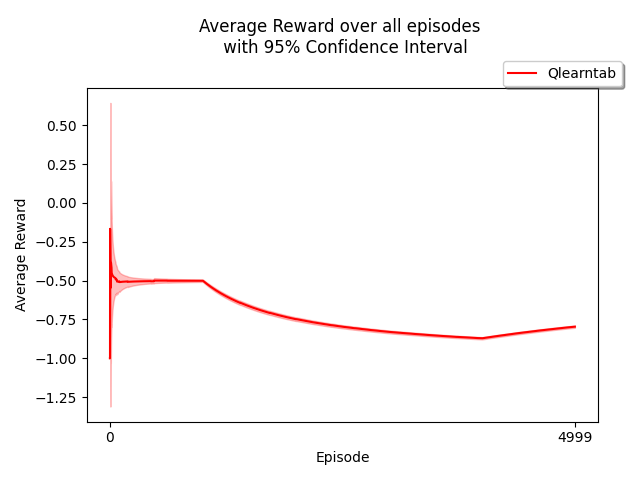 Average Reward over all episodes
with 95% Confidence Interval
Qlearntab
0.50
0.25
0.00
−0.25
−0.50
−0.75
−1.00
−1.25
Average Reward
0
4999
Episode